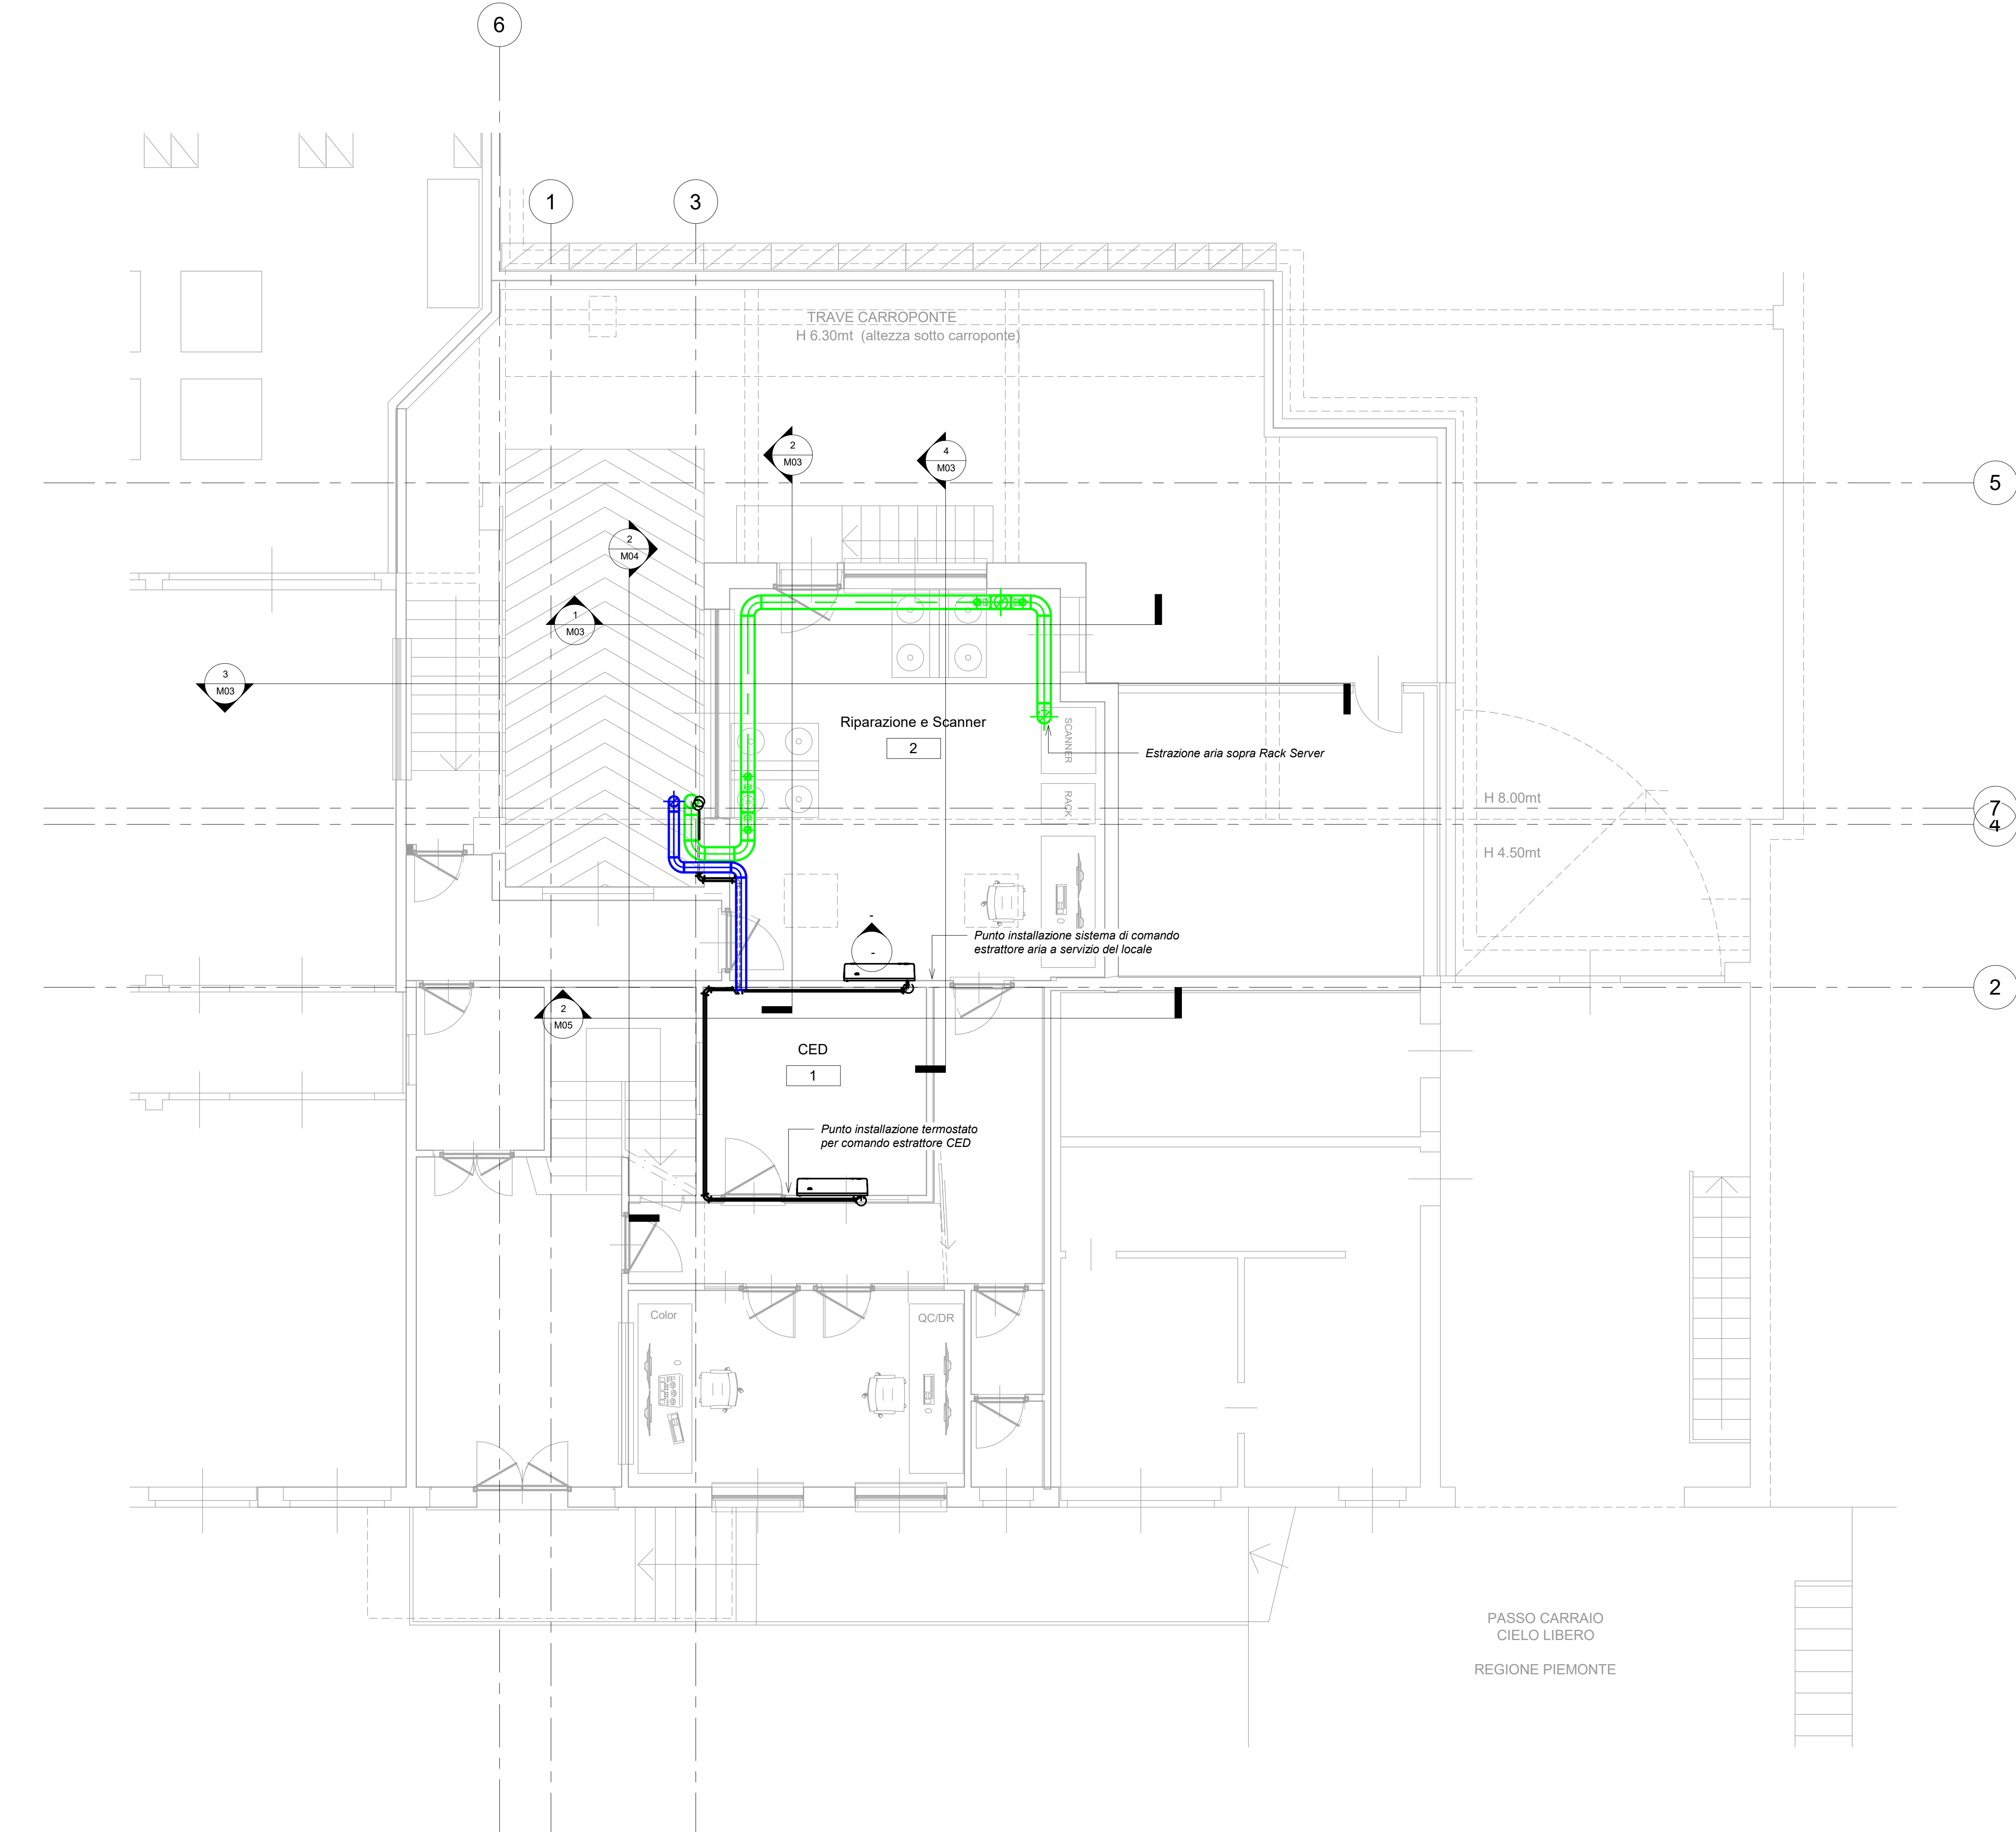 6
1
3
TRAVE CARROPONTE
H 6.30mt (altezza sotto carroponte)
2
M03
4
M03
5
2
M04
1
M03
3
M03
Riparazione e Scanner
2
SCANNER
Estrazione aria sopra Rack Server
RACK
H 8.00mt
7
4
H 4.50mt
-
-
Punto installazione sistema di comando
estrattore aria a servizio del locale
2
2
M05
CED
1
Punto installazione termostato
per comando estrattore CED
Color
QC/DR
PASSO CARRAIO
CIELO LIBERO
REGIONE PIEMONTE